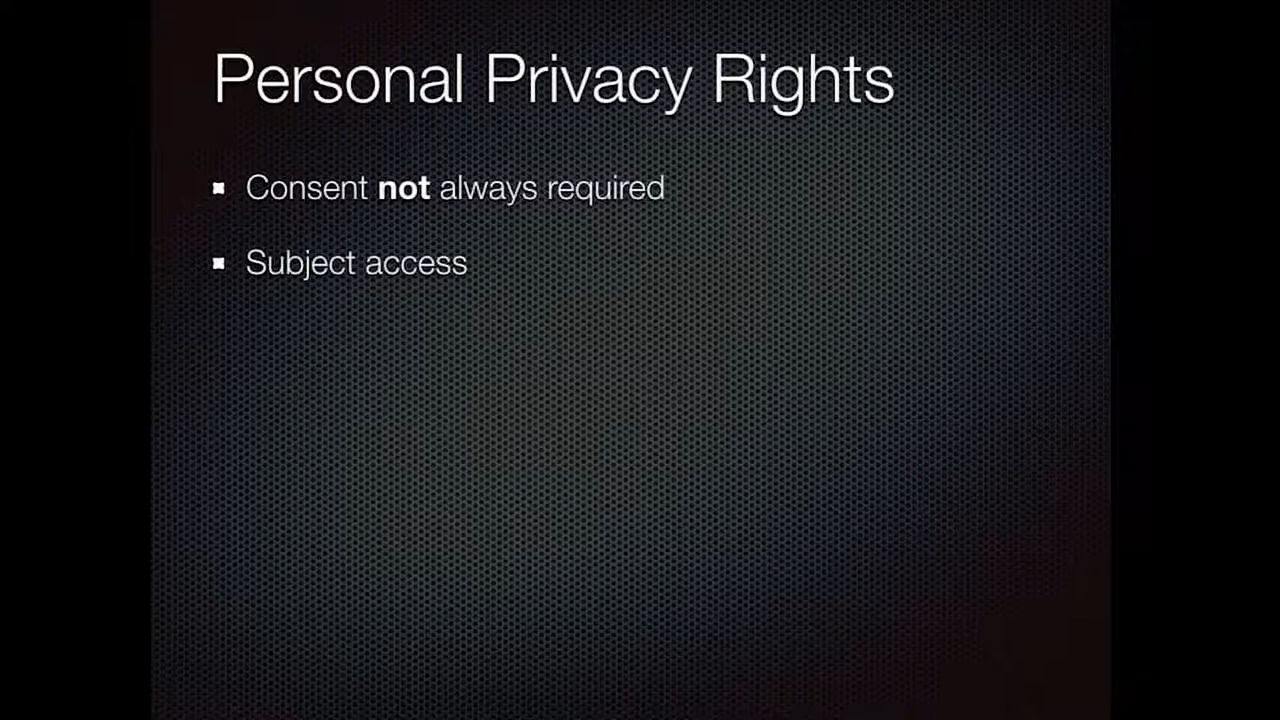 Personal Privacy Rights
Consent not always required
Subject access